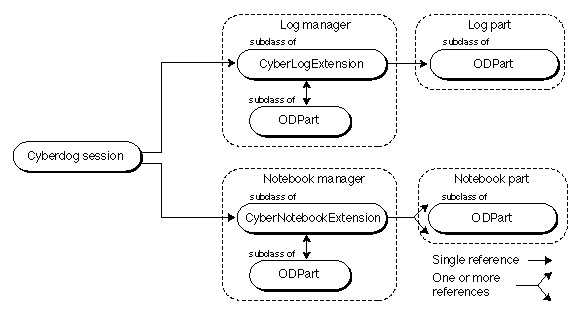 Log manager
Log part
subclass of
subclass of
CyberLogExtension
ODPart
subclass of
ODPart
Cyberdog session
Notebook manager
Notebook part
subclass of
subclass of
CyberNotebookExtension
ODPart
subclass of
ODPart
Single reference
One or more
references